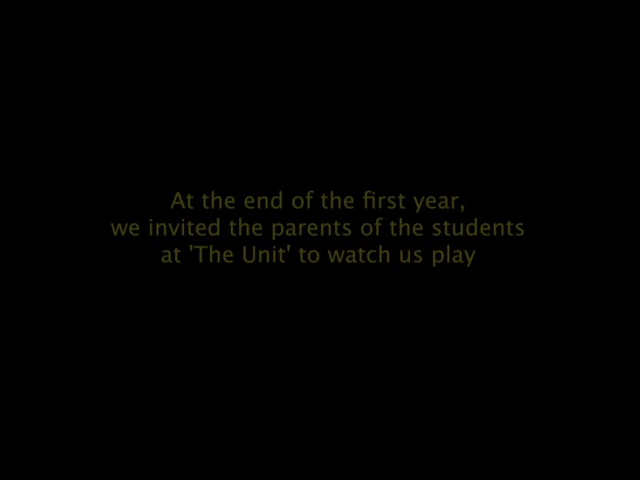 At the end of the first year,
we invited the parents of the students
at 'The Unit' to watch us play